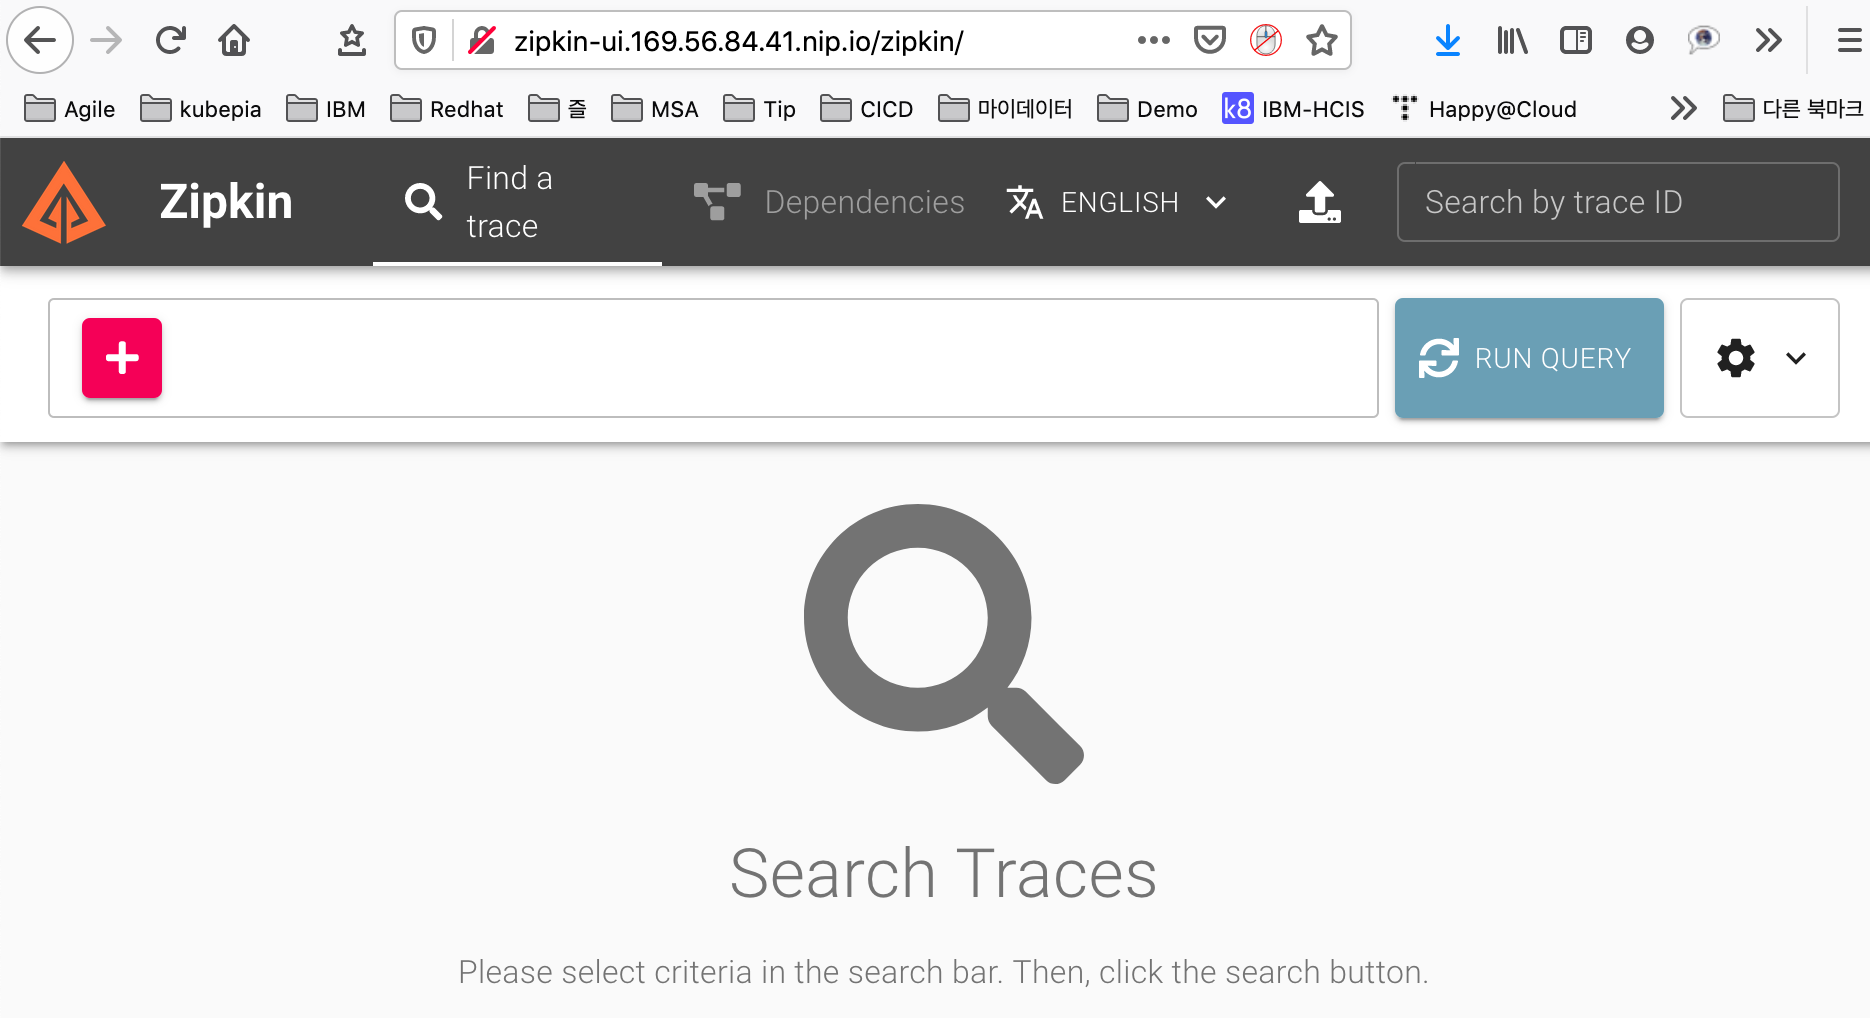 zipkin-ui.169.56.84.41.nip.io/zipkin/
Agile kubepia IBM Redhat 즐 MSA Tip CICD 마이데이터 Demo k8 IBM-HCIS Happy@Cloud 다른 북마크
Zipkin
Find a
trace
Dependencies
ENGLISH
Search by trace ID
RUN QUERY
Search Traces
Please select criteria in the search bar. Then, click the search button.